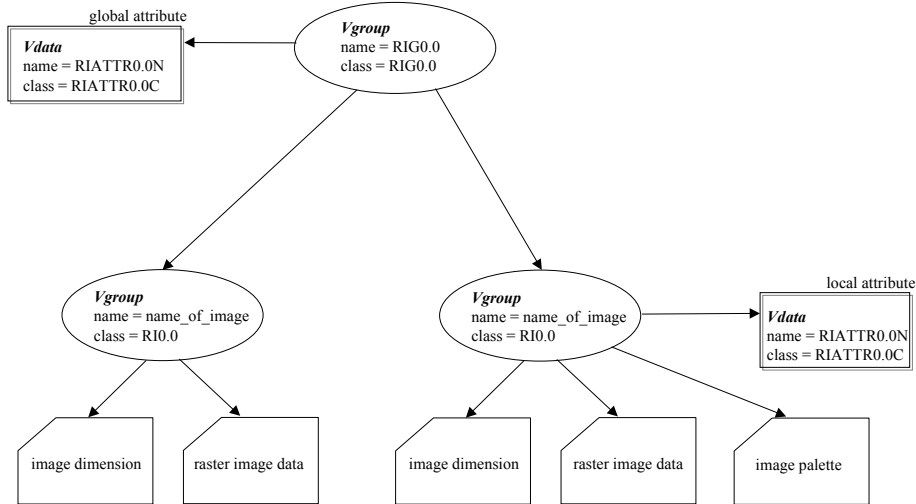 global attribute
Vdata
name = RIATTR0.0N
class = RIATTR0.0C
Vgroup
name = RIG0.0
class = RIG0.0
Vgroup
name = name_of_image
class = RI0.0
Vgroup
name = name_of_image
class = RI0.0
local attribute
Vdata
name = RIATTR0.0N
class = RIATTR0.0C
image dimension
raster image data
image dimension
raster image data
image palette